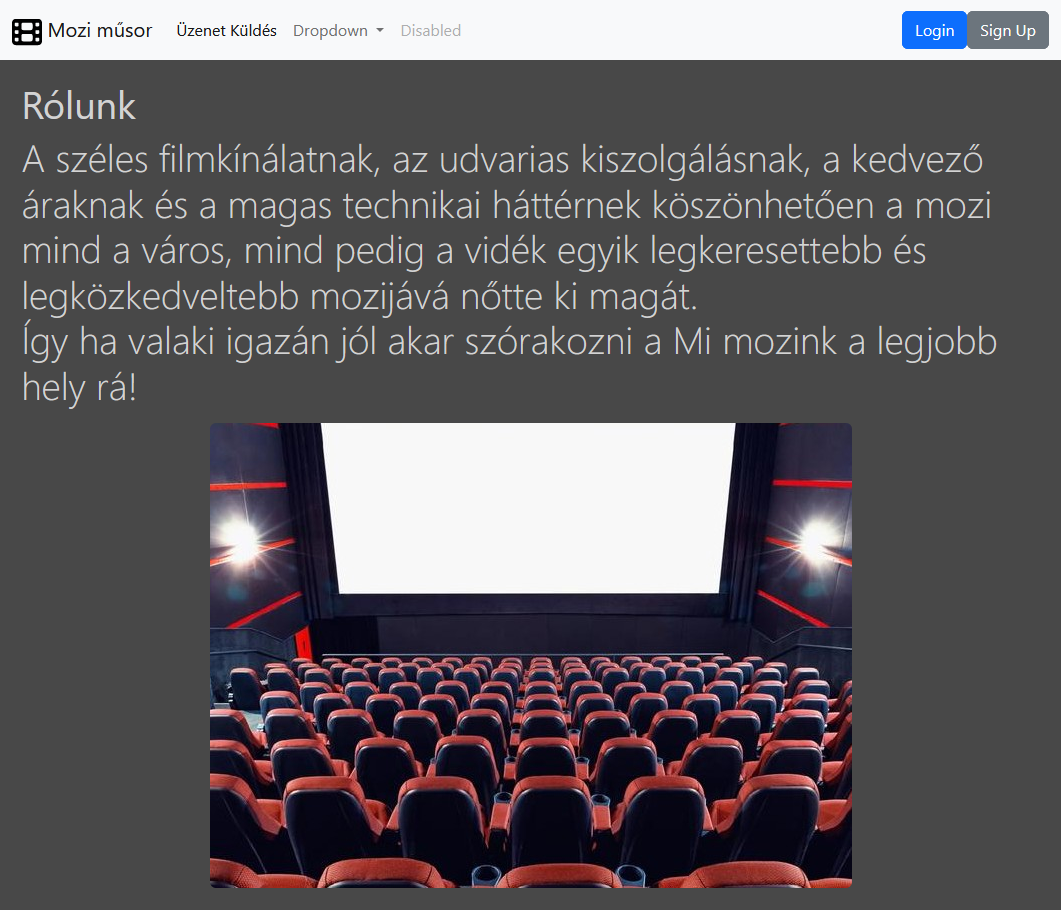 Mozi műsor Üzenet Küldés Dropdown Disabled Login Sign Up
Rólunk
A széles filmkínálatnak, az udvarias kiszolgálásnak, a kedvező
áraknak és a magas technikai háttérnek köszönhetően a mozi
mind a város, mind pedig a vidék egyik legkeresettebb és
legközkedveltebb mozijává nőtte ki magát.
Így ha valaki igazán jól akar szórakozni a Mi mozink a legjobb
hely rá!